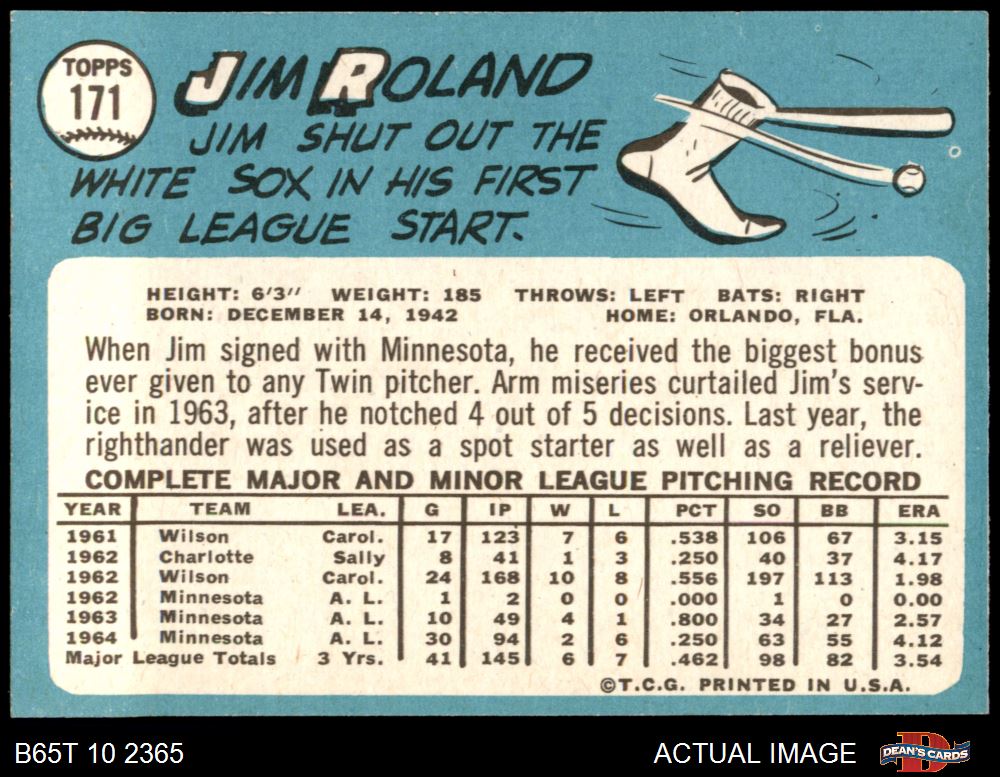 TOPPS
171
JIM ROLAND
JIM SHUT OUT THE
WHITE SOX IN HIS FIRST
BIG LEAGUE START.
HEIGHT: 6'3" WEIGHT: 185 THROWS: LEFT BATS: RIGHT
BORN: DECEMBER 14, 1942 HOME: ORLANDO, FLA.
When Jim signed with Minnesota, he received the biggest bonus
ever given to any Twin pitcher. Arm miseries curtailed Jim's serv-
ice in 1963, after he notched 4 out of 5 decisions. Last year, the
righthander was used as a spot starter as well as a reliever.
COMPLETE MAJOR AND MINOR LEAGUE PITCHING RECORD
YEAR TEAM LEA. G IP W L PCT SO BB ERA
1961 Wilson Carol. 17 123 7 6 .538 106 67 3.15
1962 Charlotte Sally 8 41 1 3 .250 40 37 4.17
1962 Wilson Carol. 24 168 10 8 .556 197 113 1.98
1962 Minnesota A. L. 1 2 0 0 .000 1 0 0.00
1963 Minnesota A. L. 10 49 4 1 .800 34 27 2.57
1964 Minnesota A. L. 30 94 2 6 .250 63 55 4.12
Major League Totals 3 Yrs. 41 145 6 7 .462 98 82 3.54
©T.C.G. PRINTED IN U.S.A.
B65T 10 2365 ACTUAL IMAGE DEAN'S CARDS